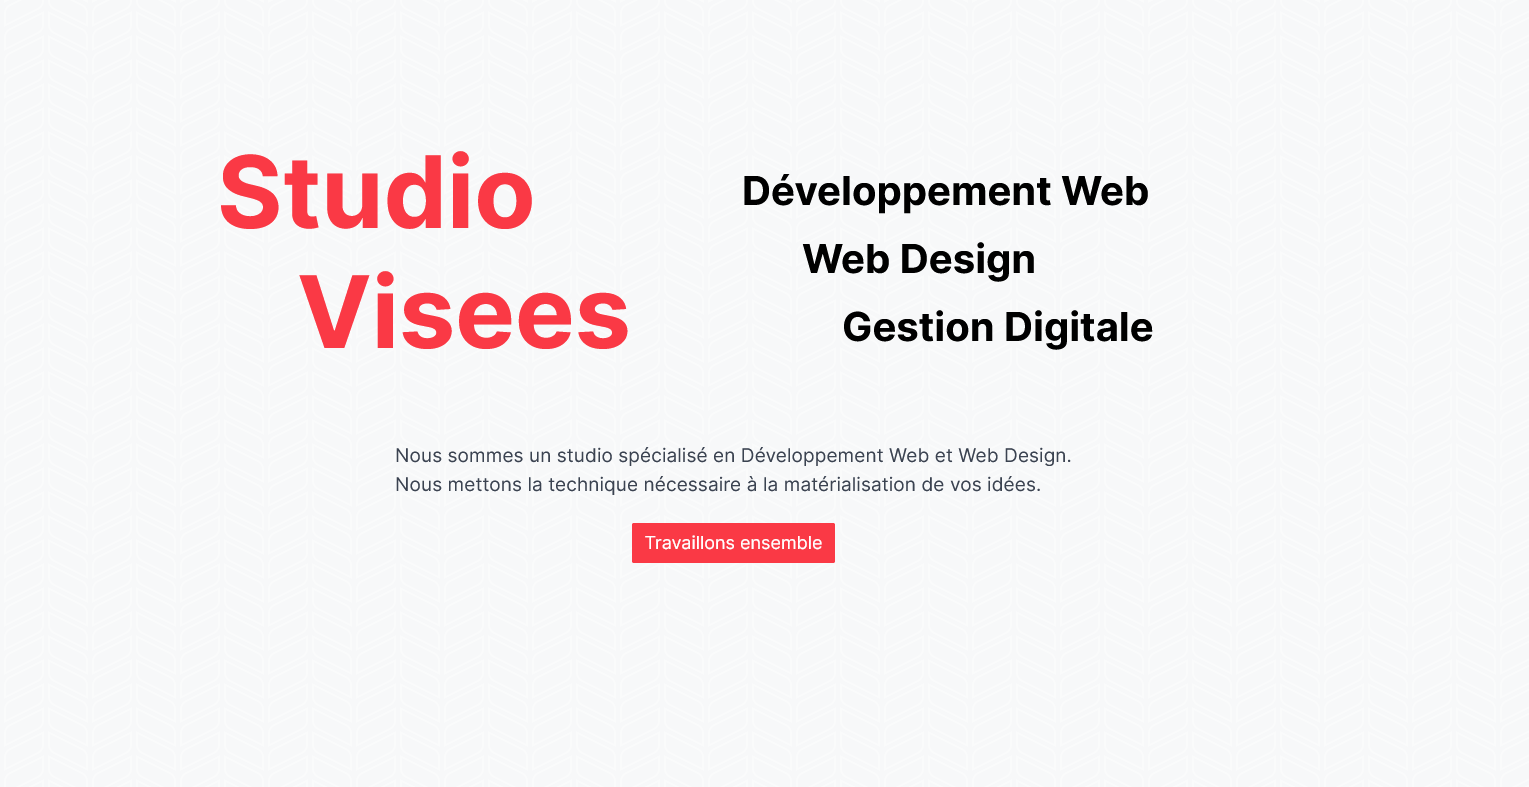 Studio
Visees
Développement Web
Web Design
Gestion Digitale
Nous sommes un studio spécialisé en Développement Web et Web Design.
Nous mettons la technique nécessaire à la matérialisation de vos idées.
Travaillons ensemble